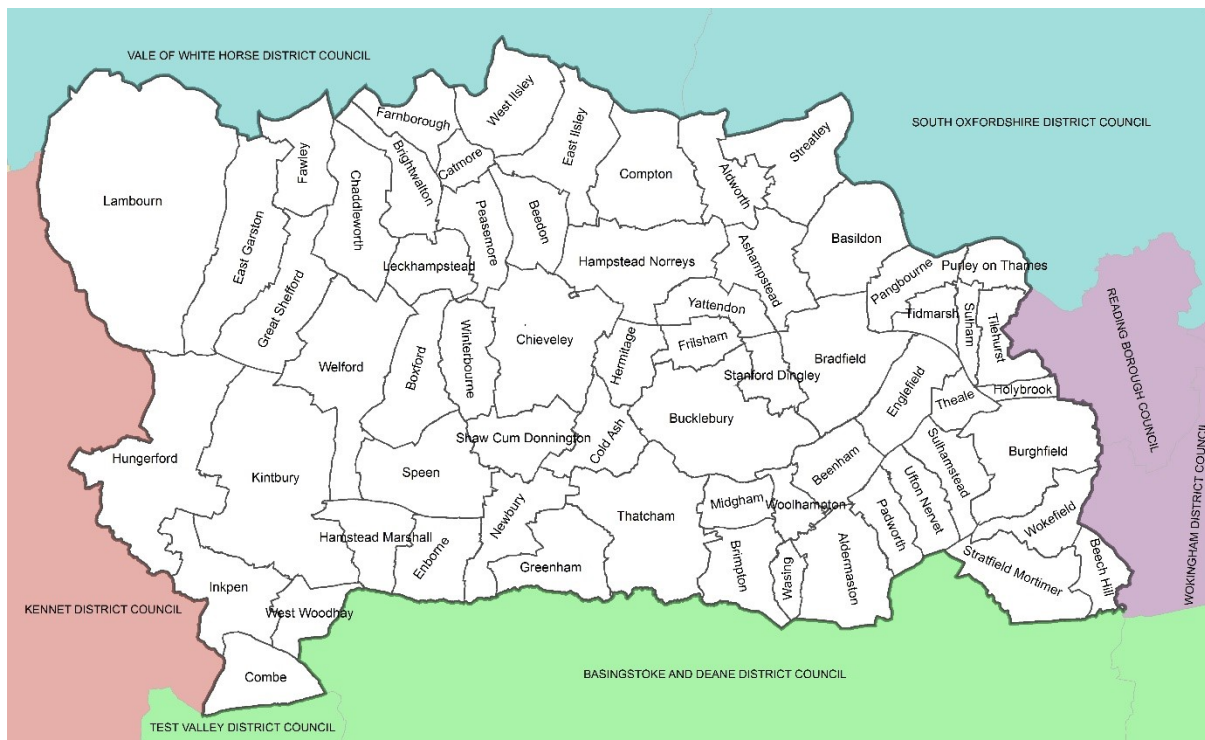 VALE OF WHITE HORSE DISTRICT COUNCIL
SOUTH OXFORDSHIRE DISTRICT COUNCIL
West Ilsley
Farnborough
East Ilsley
Streatley
Fawley
Brightwalton
Catmore
Compton
Aldworth
Lambourn
Chaddleworth
Peasemore
Beedon
East Garston
Basildon
Leckhampstead
Hampstead Norreys
Ashampstead
Pangbourne
Purley on Thames
Great Shefford
Yattendon
Tidmarsh
Sulham
Tilehurst
READING BOROUGH COUNCIL
Welford
Boxford
Winterbourne
Chieveley
Hermitage
Frilsham
Stanford Dingley
Bradfield
Englefield
Theale
Holybrook
Bucklebury
Shaw Cum Donnington
Cold Ash
Hungerford
Kintbury
Speen
Beenham
Sulhamstead
Burghfield
Newbury
Thatcham
Midgham
Woolhampton
Padworth
Ufton Nervet
Wokefield
WOKINGHAM DISTRICT COUNCIL
Hamstead Marshall
Enborne
Greenham
Brimpton
Wasing
Aldermaston
Stratfield Mortimer
Beech Hill
Inkpen
West Woodhay
KENNET DISTRICT COUNCIL
Combe
BASINGSTOKE AND DEANE DISTRICT COUNCIL
TEST VALLEY DISTRICT COUNCIL